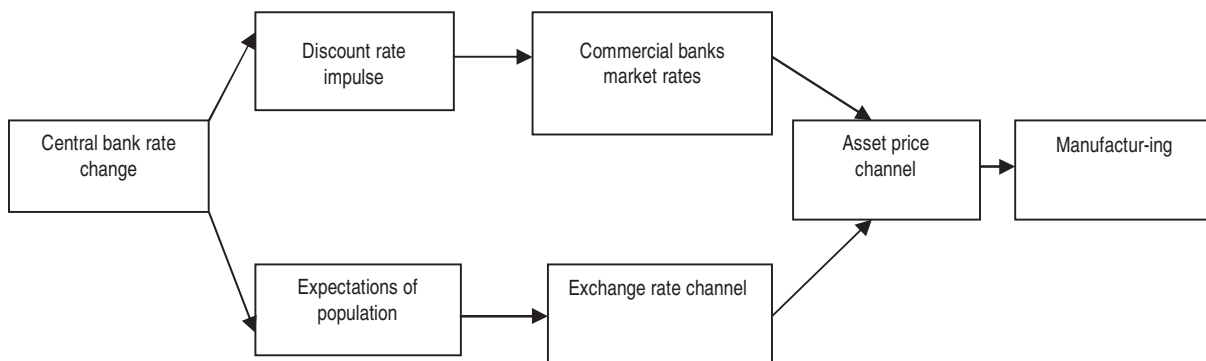 Central bank rate
change
Discount rate
impulse
Commercial banks
market rates
Expectations of
population
Exchange rate channel
Asset price
channel
Manufactur-ing